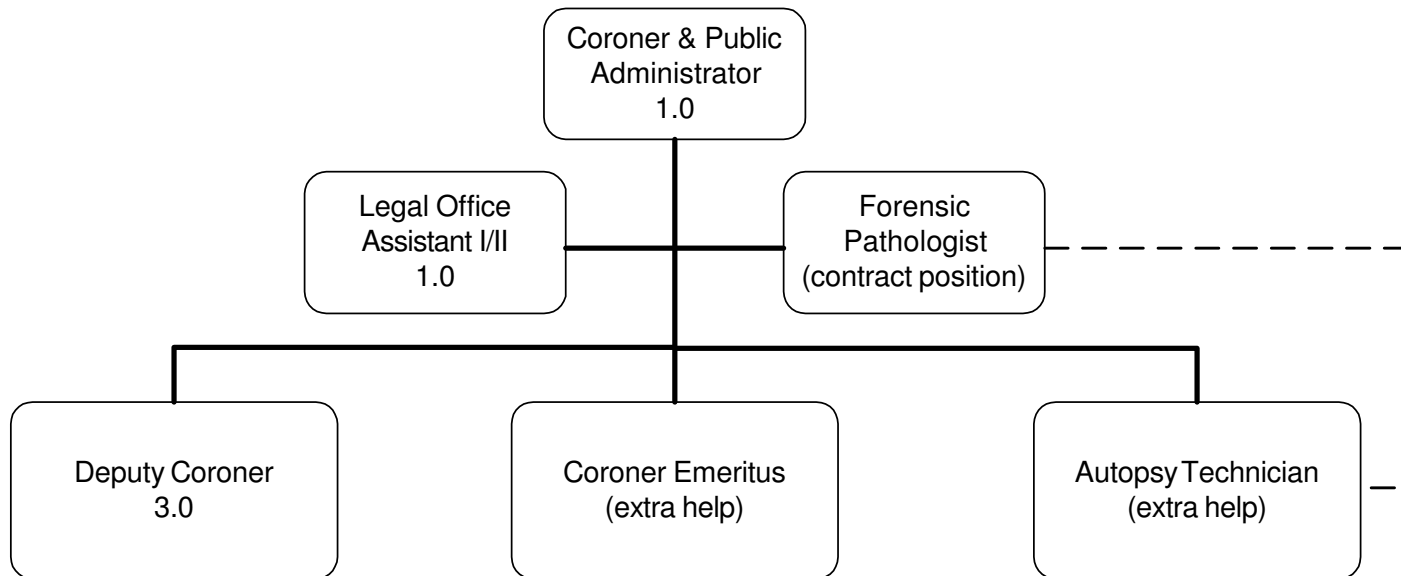 Coroner & Public
Administrator
1.0
Legal Office
Assistant I/II
1.0
Forensic
Pathologist
(contract position)
Deputy Coroner
3.0
Coroner Emeritus
(extra help)
Autopsy Technician
(extra help)